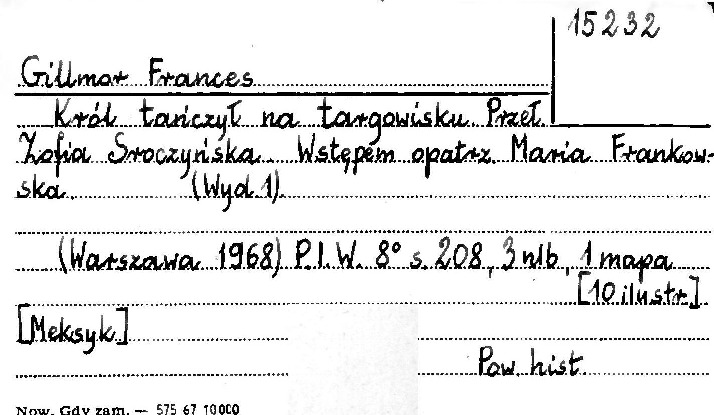 15232
Gillmor Frances
Król tańczył na targowisku. Przeł.
Zofia Sroczyńska. Wstępem opatrz. Maria Frankow-
ska. (Wyd. 1).
(Warszawa 1968) P.I.W. 8° s. 208, 3 nlb, 1 mapa
[10 ilustr.]
[Meksyk]
Pow. hist.
Now. Gdy zam. — 575 67 10000